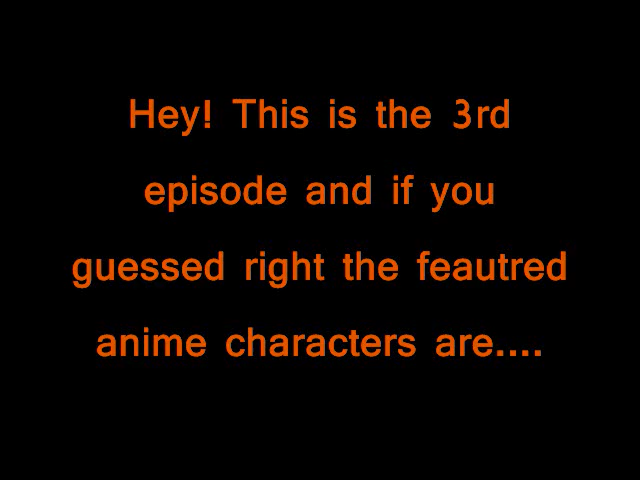 Hey! This is the 3rd
episode and if you
guessed right the feautred
anime characters are....